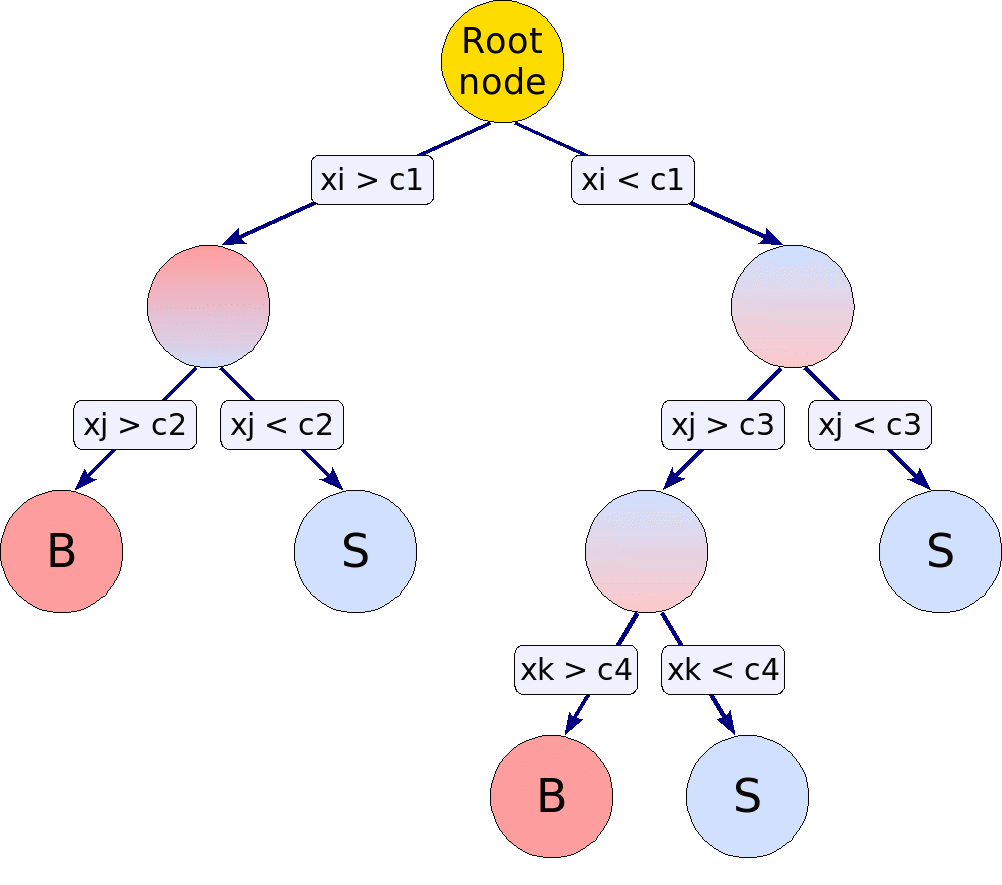 Root
node
xi > c1
xi < c1
xj > c2
xj < c2
xj > c3
xj < c3
B
S
S
xk > c4
xk < c4
B
S